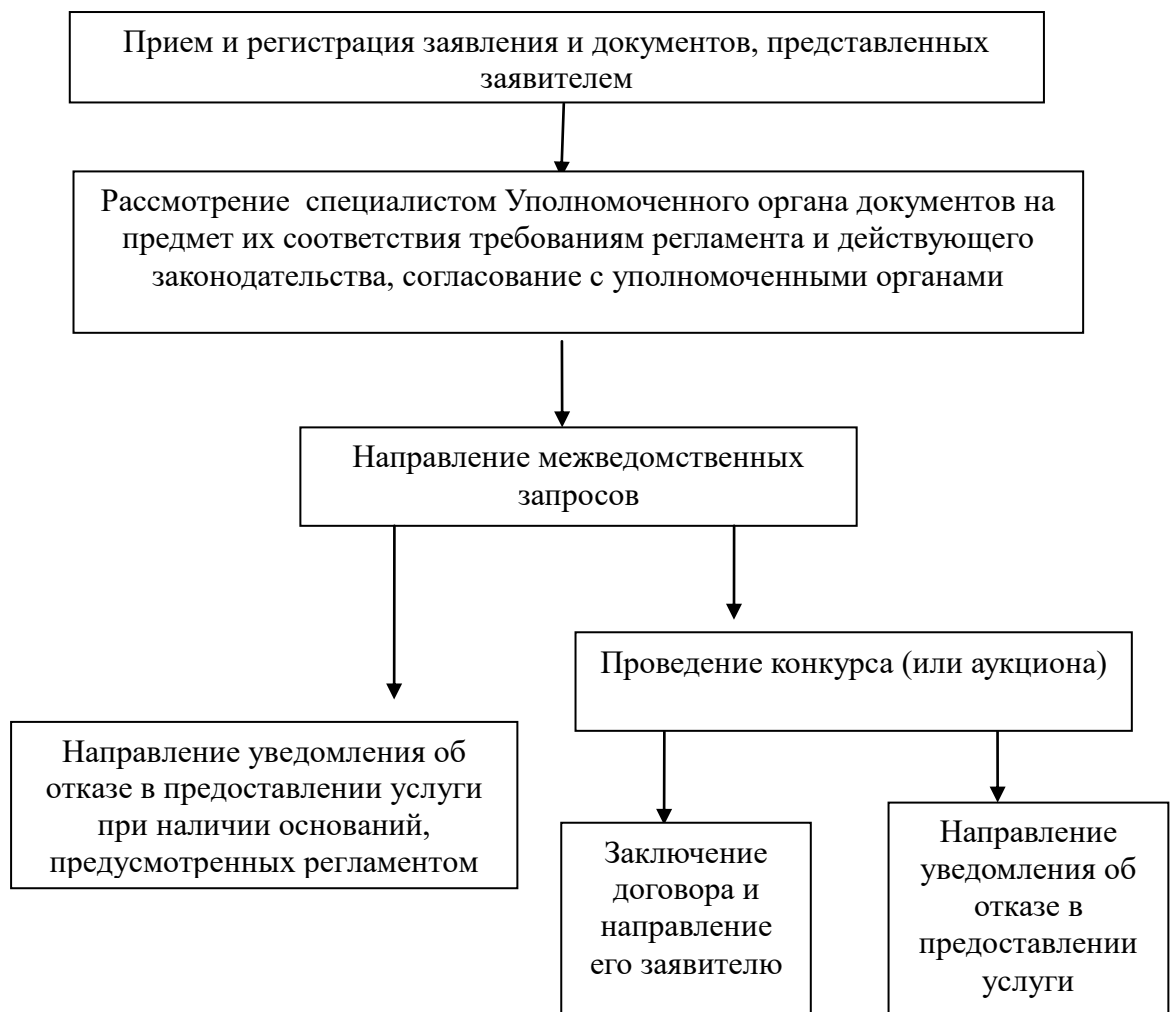 Прием и регистрация заявления и документов, представленных
заявителем
Рассмотрение специалистом Уполномоченного органа документов на
предмет их соответствия требованиям регламента и действующего
законодательства, согласование с уполномоченными органами
Направление межведомственных
запросов
Проведение конкурса (или аукциона)
Направление уведомления об
отказе в предоставлении услуги
при наличии оснований,
предусмотренных регламентом
Заключение
договора и
направление
его заявителю
Направление
уведомления об
отказе в
предоставлении
услуги